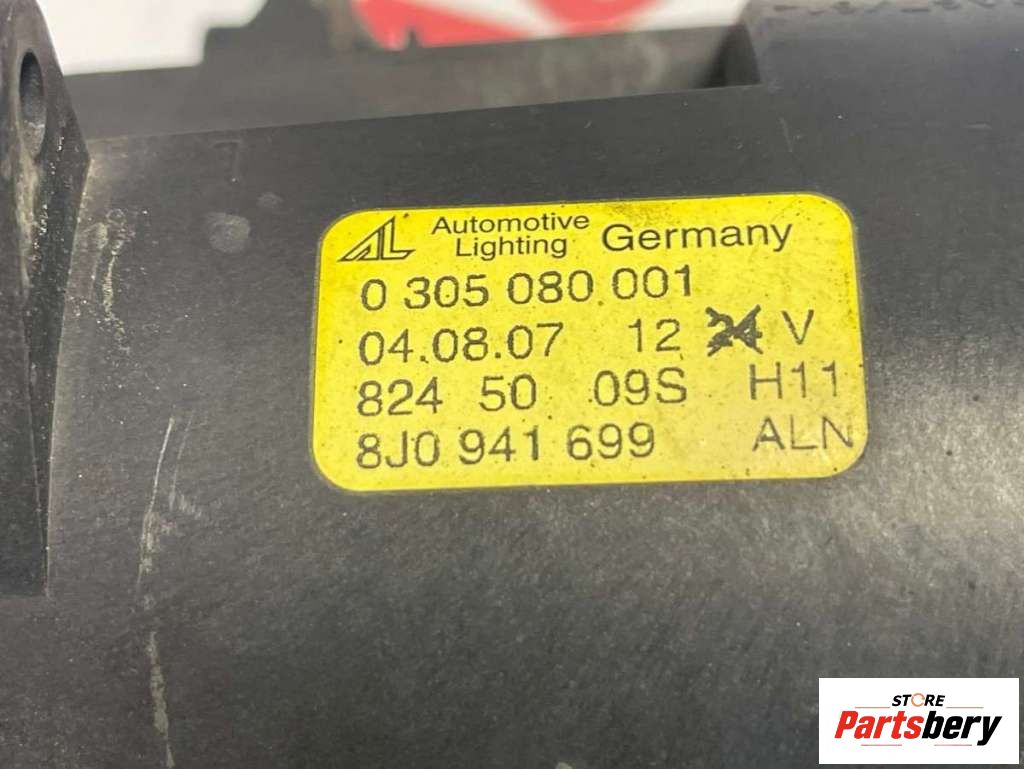 AL Automotive Lighting Germany
0 305 080 001
04.08.07 12 24 V
824 50 09S H11
8J0 941 699 ALN
STORE
Partsbery